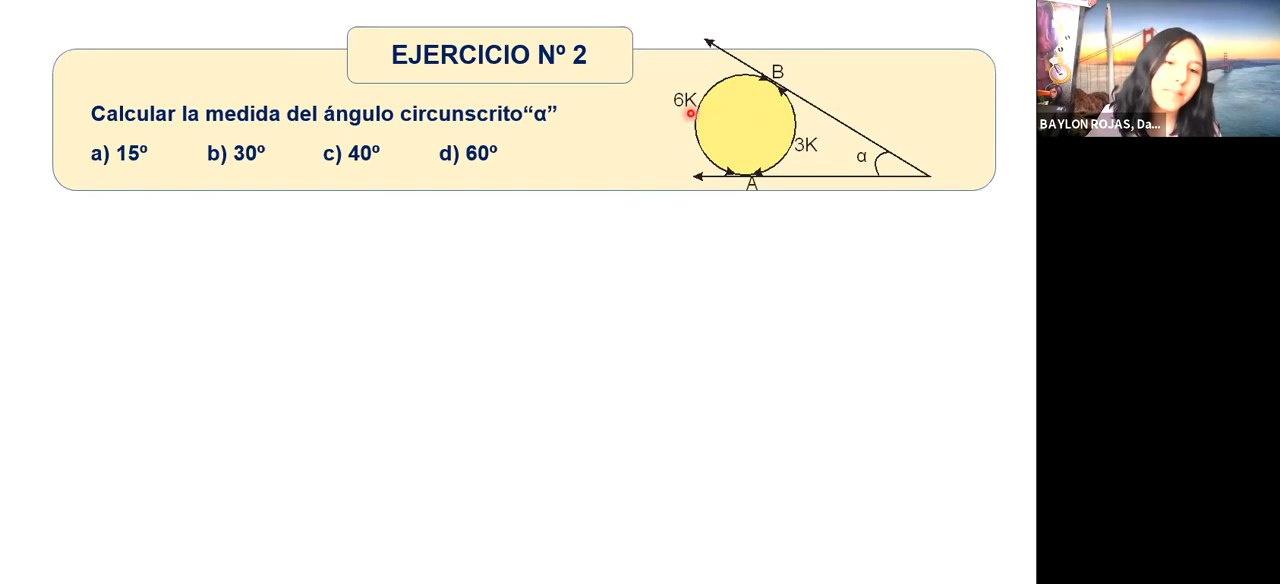 EJERCICIO Nº 2
Calcular la medida del ángulo circunscrito“α”
a) 15º b) 30º c) 40º d) 60º
B
6K
3K
α
A
BAYLON ROJAS, Da...